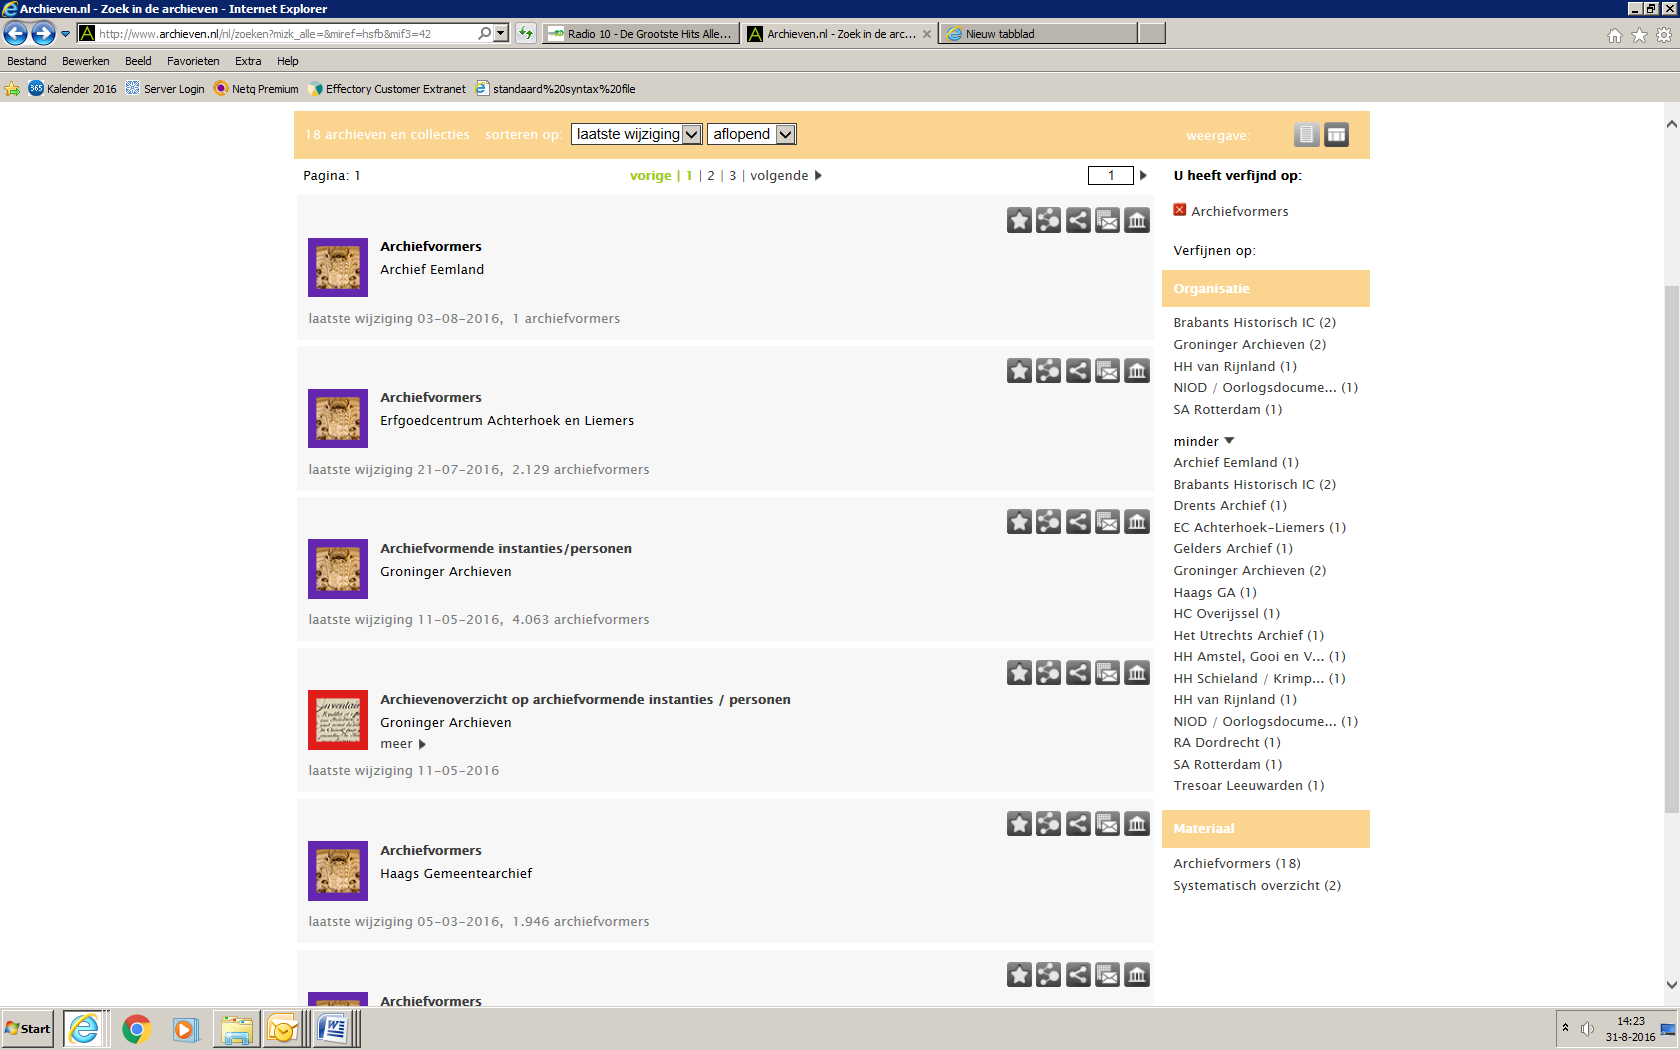 Archieven.nl - Zoek in de archieven - Internet Explorer
http://www.archieven.nl/nl/zoeken?mizk_alle=&miref=hsfb&mif3=42
Radio 10 - De Grootste Hits Alle...
Archieven.nl - Zoek in de arc...
Nieuw tabblad
Bestand Bewerken Beeld Favorieten Extra Help
365 Kalender 2016 Server Login Netq Premium Effectory Customer Extranet standaard%20syntax%20file
18 archieven en collecties sorteren op: laatste wijziging aflopend weergave:
Pagina: 1 vorige | 1 | 2 | 3 | volgende 1
Archiefvormers
Archief Eemland
laatste wijziging 03-08-2016, 1 archiefvormers
Archiefvormers
Erfgoedcentrum Achterhoek en Liemers
laatste wijziging 21-07-2016, 2.129 archiefvormers
Archiefvormende instanties/personen
Groninger Archieven
laatste wijziging 11-05-2016, 4.063 archiefvormers
Archievenoverzicht op archiefvormende instanties / personen
Groninger Archieven
meer
laatste wijziging 11-05-2016
Archiefvormers
Haags Gemeentearchief
laatste wijziging 05-03-2016, 1.946 archiefvormers
Archiefvormers
U heeft verfijnd op:
Archiefvormers
Verfijnen op:
Organisatie
Brabants Historisch IC (2)
Groninger Archieven (2)
HH van Rijnland (1)
NIOD / Oorlogsdocume... (1)
SA Rotterdam (1)
minder
Archief Eemland (1)
Brabants Historisch IC (2)
Drents Archief (1)
EC Achterhoek-Liemers (1)
Gelders Archief (1)
Groninger Archieven (2)
Haags GA (1)
HC Overijssel (1)
Het Utrechts Archief (1)
HH Amstel, Gooi en V... (1)
HH Schieland / Krimp... (1)
HH van Rijnland (1)
NIOD / Oorlogsdocume... (1)
RA Dordrecht (1)
SA Rotterdam (1)
Tresoar Leeuwarden (1)
Materiaal
Archiefvormers (18)
Systematisch overzicht (2)
Start
14:23
31-8-2016